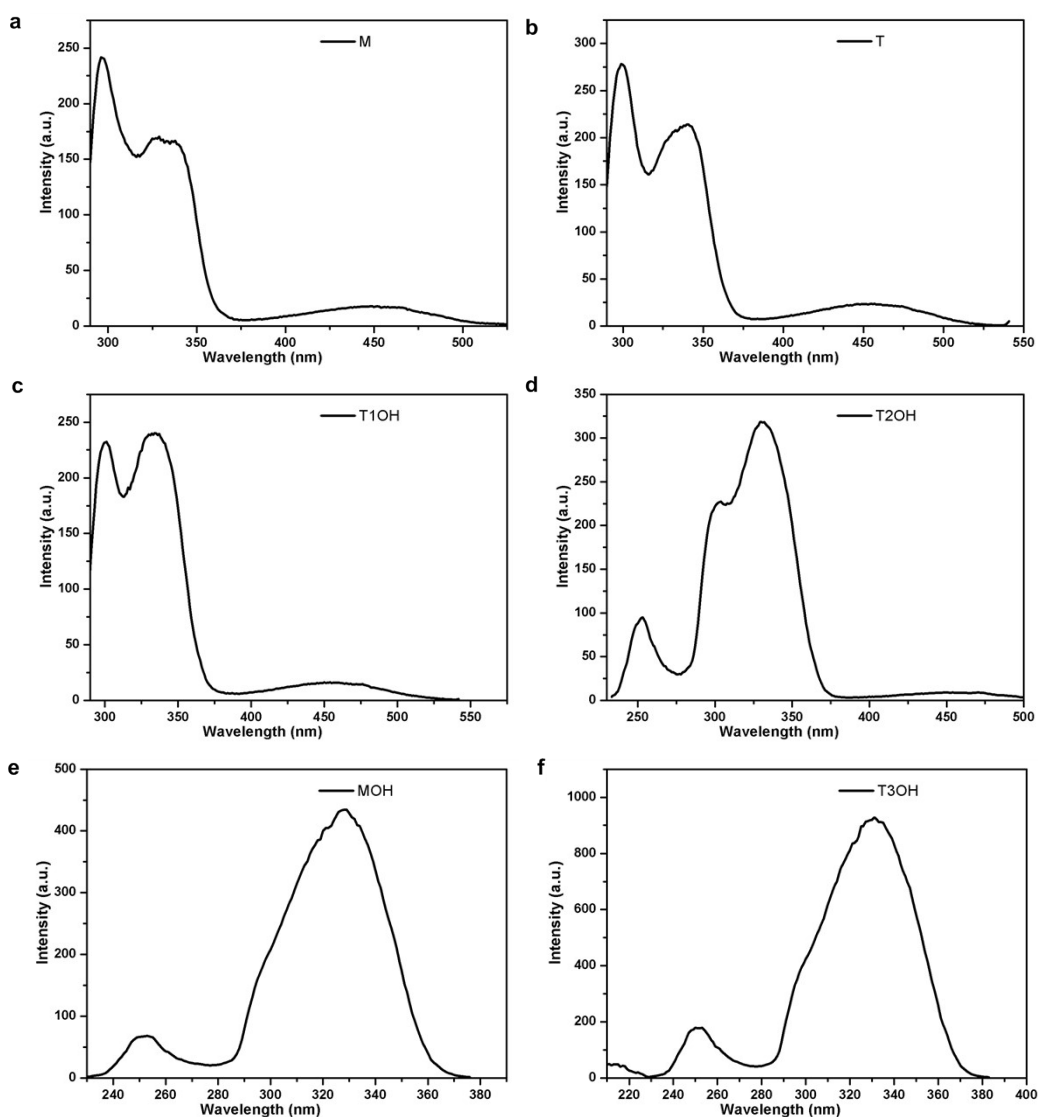 a
M
Intensity (a.u.)
250
200
150
100
50
0
300 350 400 450 500
Wavelength (nm)
b
T
Intensity (a.u.)
300
250
200
150
100
50
0
300 350 400 450 500 550
Wavelength (nm)
c
T1OH
Intensity (a.u.)
250
200
150
100
50
0
300 350 400 450 500 550
Wavelength (nm)
d
T2OH
Intensity (a.u.)
350
300
250
200
150
100
50
0
250 300 350 400 450 500
Wavelength (nm)
e
MOH
Intensity (a.u.)
500
400
300
200
100
0
240 260 280 300 320 340 360 380
Wavelength (nm)
f
T3OH
Intensity (a.u.)
1000
800
600
400
200
0
220 240 260 280 300 320 340 360 380 400
Wavelength (nm)